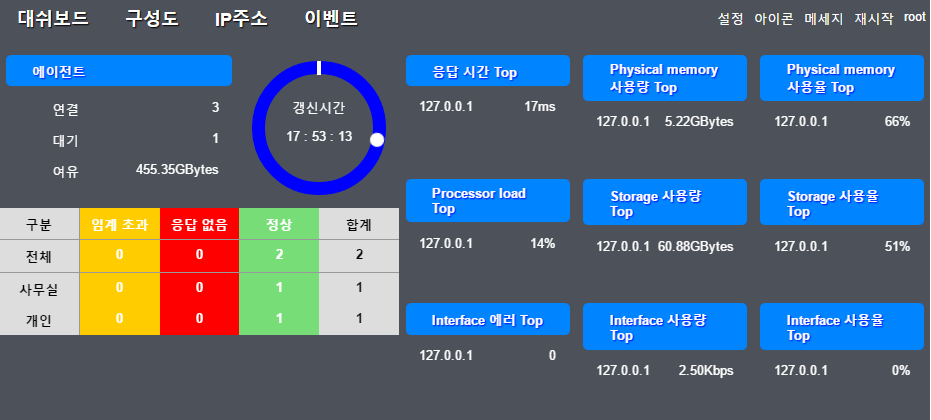 대쉬보드 구성도 IP주소 이벤트 설정 아이콘 메세지 재시작 root
에이전트
연결 3
대기 1
여유 455.35GBytes
갱신시간
17 : 53 : 13
구분 임계 초과 응답 없음 정상 합계
전체 0 0 2 2
사무실 0 0 1 1
개인 0 0 1 1
응답 시간 Top
127.0.0.1 17ms
Physical memory
사용량 Top
127.0.0.1 5.22GBytes
Physical memory
사용율 Top
127.0.0.1 66%
Processor load
Top
127.0.0.1 14%
Storage 사용량
Top
127.0.0.1 60.88GBytes
Storage 사용율
Top
127.0.0.1 51%
Interface 에러 Top
127.0.0.1 0
Interface 사용량
Top
127.0.0.1 2.50Kbps
Interface 사용율
Top
127.0.0.1 0%